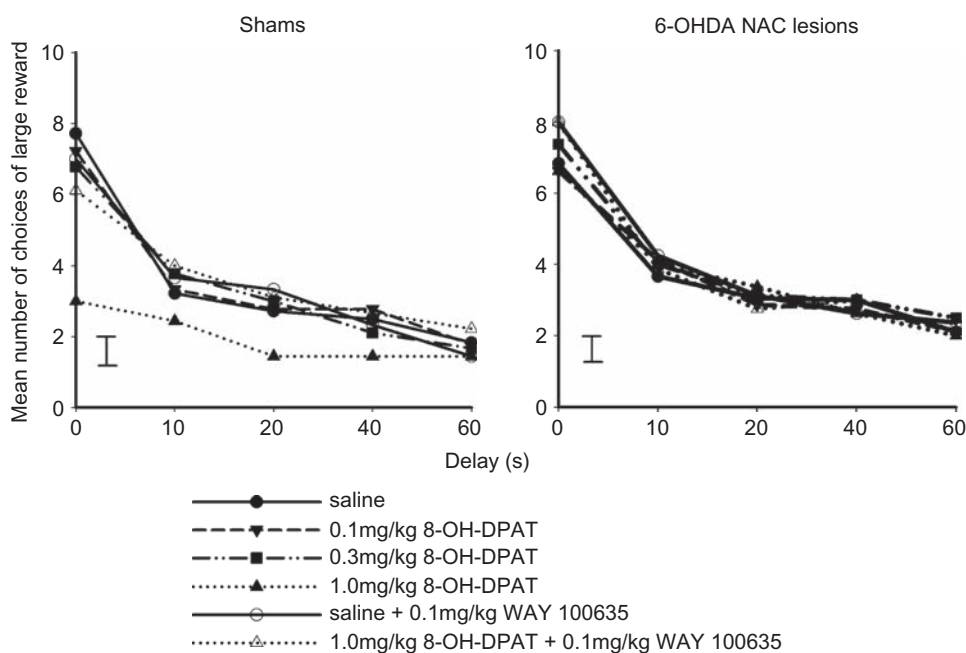 Shams
6-OHDA NAC lesions
Mean number of choices of large reward
10
8
6
4
2
0
0 10 20 40 60
10
8
6
4
2
0
0 10 20 40 60
Delay (s)
saline
0.1mg/kg 8-OH-DPAT
0.3mg/kg 8-OH-DPAT
1.0mg/kg 8-OH-DPAT
saline + 0.1mg/kg WAY 100635
1.0mg/kg 8-OH-DPAT + 0.1mg/kg WAY 100635